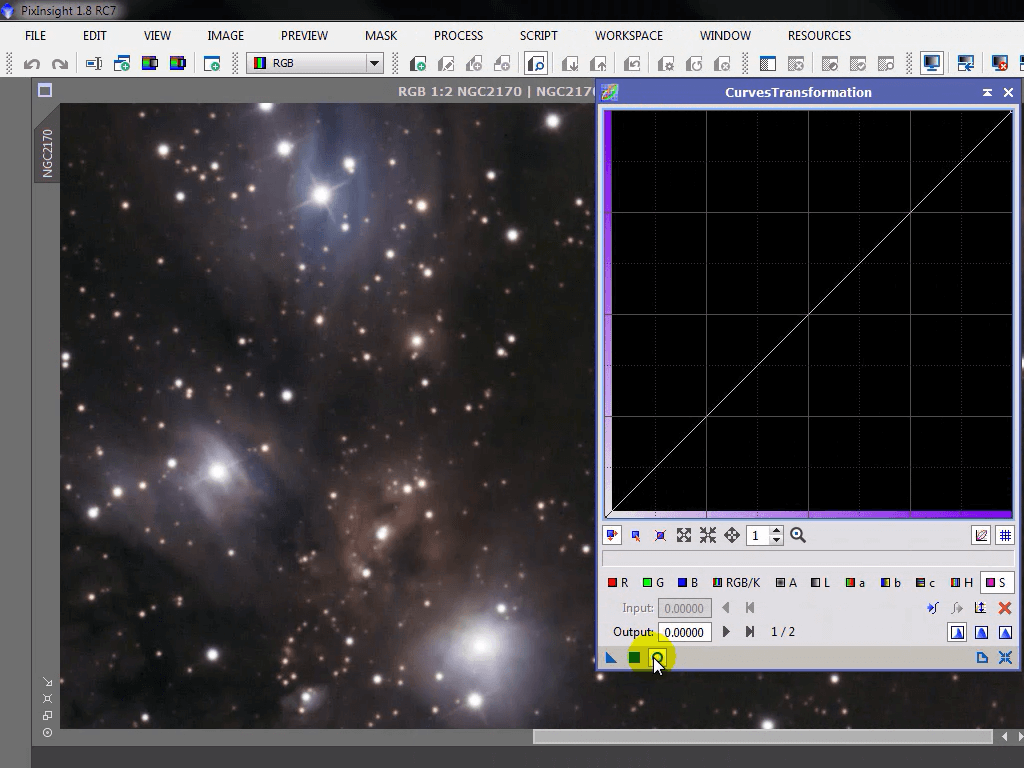 PixInsight 1.8 RC7
FILE EDIT VIEW IMAGE PREVIEW MASK PROCESS SCRIPT WORKSPACE WINDOW RESOURCES
RGB
RGB 1:2 NGC2170 | NGC217
CurvesTransformation
NGC2170
1
R G B RGB/K A L a b c H S
Input: 0.00000
Output: 0.00000 1 / 2